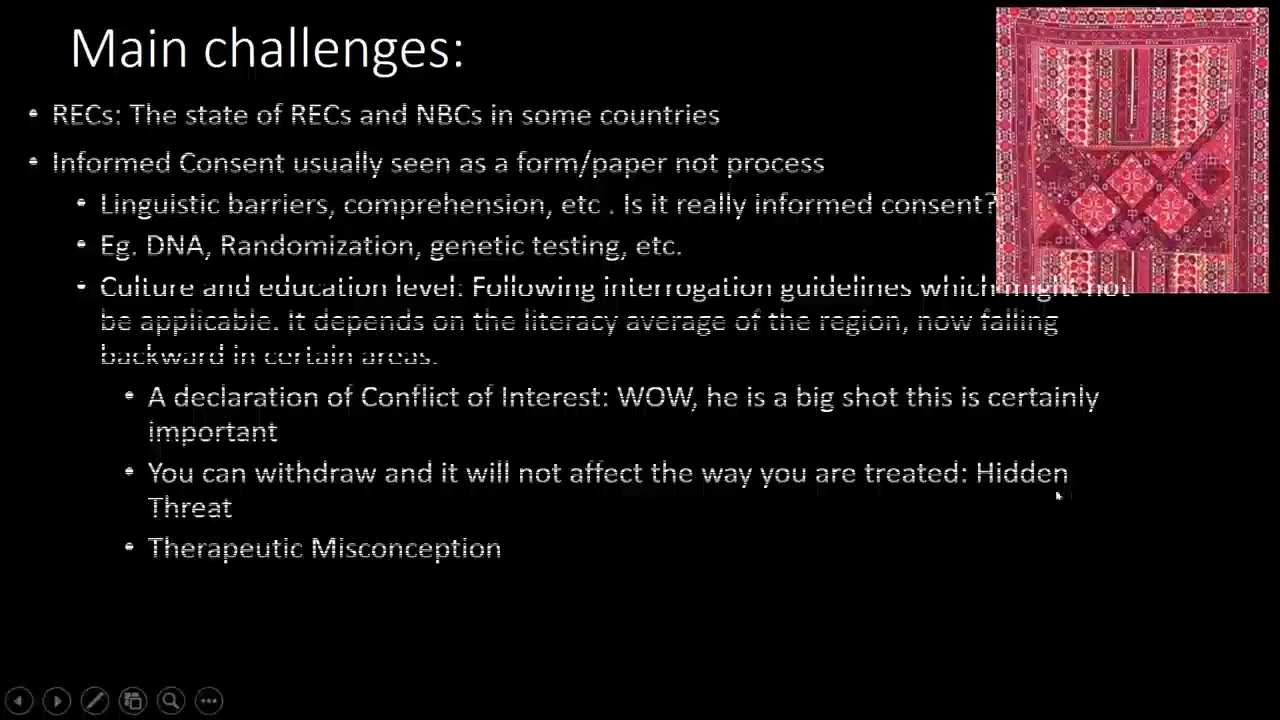 Main challenges:
• RECs: The state of RECs and NBCs in some countries
• Informed Consent usually seen as a form/paper not process
• Linguistic barriers, comprehension, etc . Is it really informed consent?
• Eg. DNA, Randomization, genetic testing, etc.
• Culture and education level: Following interrogation guidelines which might not
be applicable. It depends on the literacy average of the region, now falling
backward in certain areas.
• A declaration of Conflict of Interest: WOW, he is a big shot this is certainly
important
• You can withdraw and it will not affect the way you are treated: Hidden
Threat
• Therapeutic Misconception